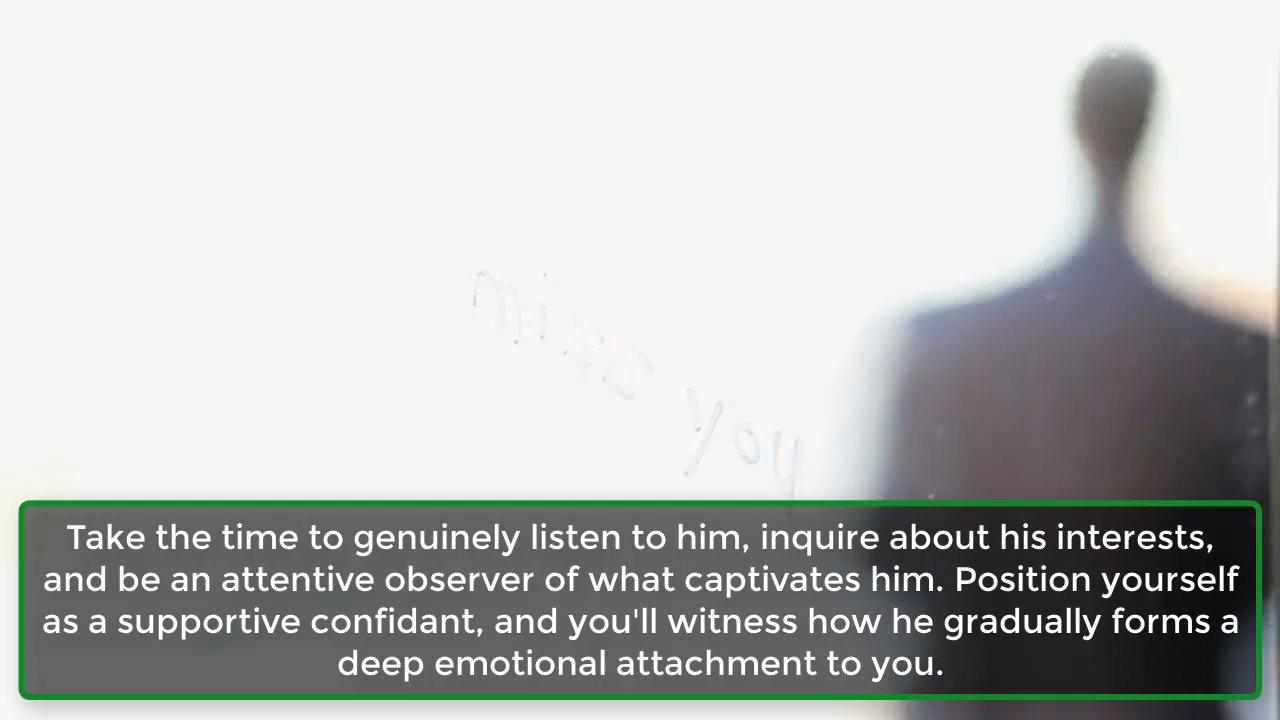 miss
you
Take the time to genuinely listen to him, inquire about his interests,
and be an attentive observer of what captivates him. Position yourself
as a supportive confidant, and you'll witness how he gradually forms a
deep emotional attachment to you.